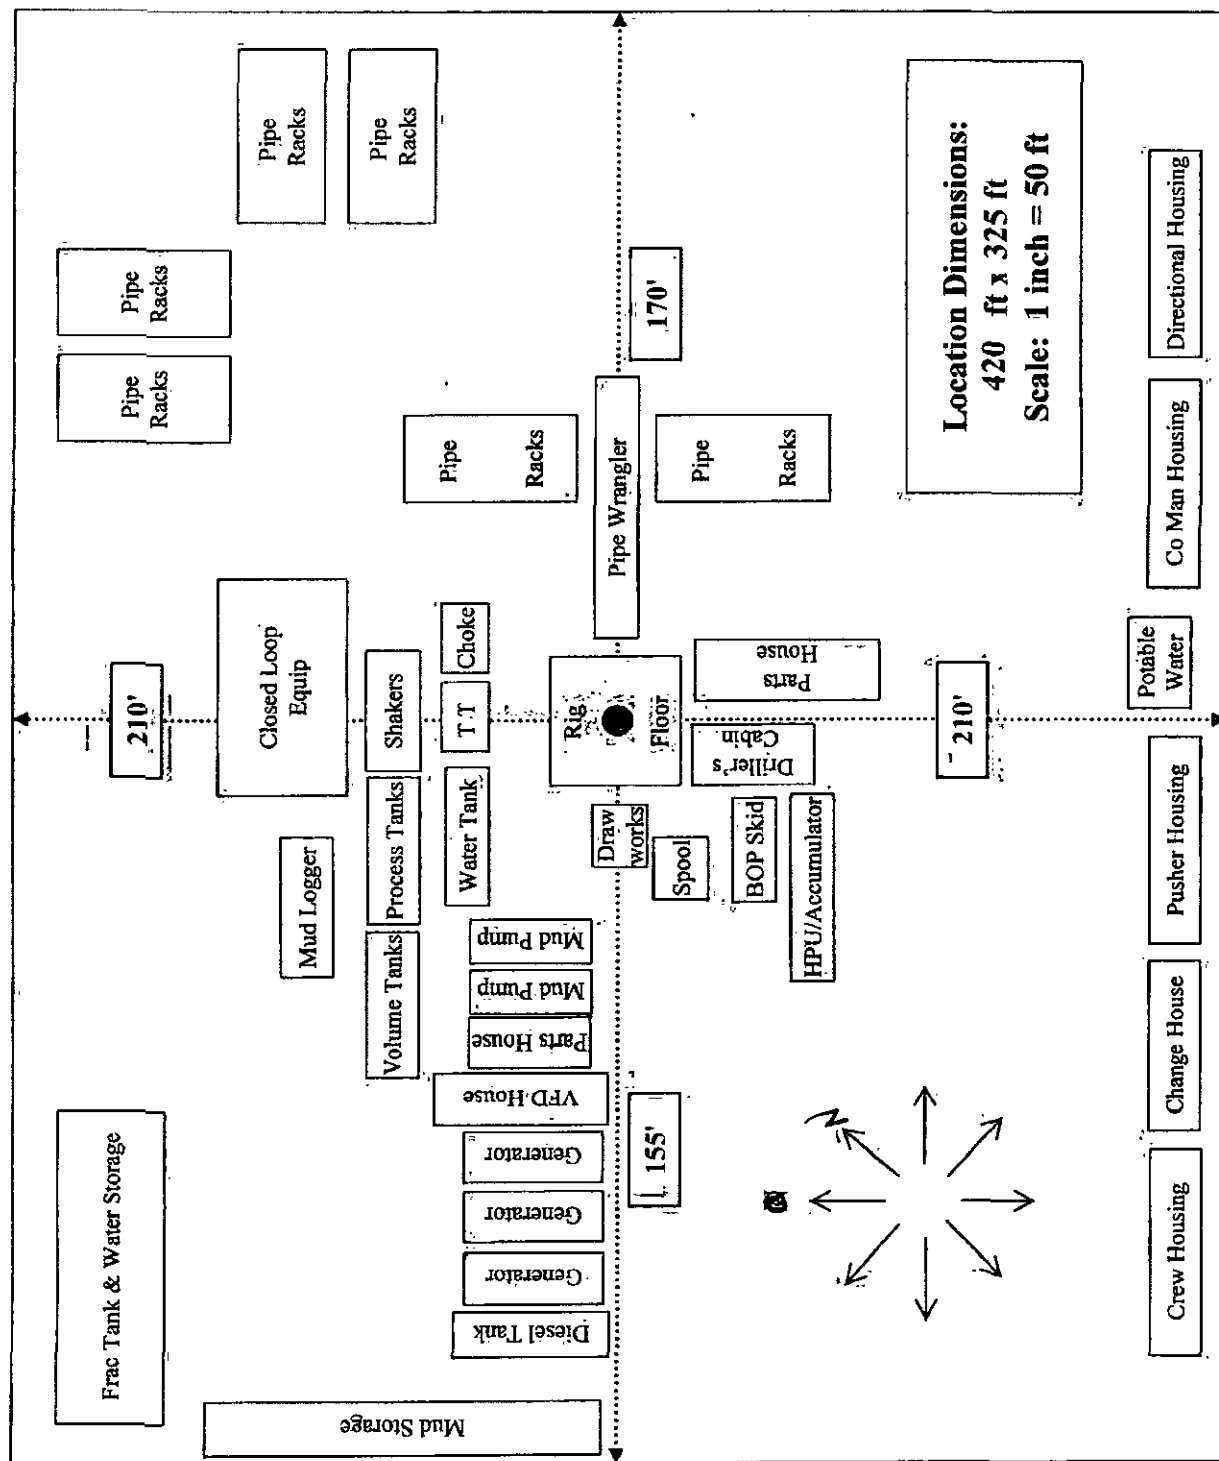 Frac Tank & Water Storage
Mud Storage
Diesel Tank
Generator
Generator
Generator
VFD House
Parts House
Mud Pump
Mud Pump
Volume Tanks
Process Tanks
Shakers
Mud Logger
Water Tank
T T
Choke
Closed Loop
Equip
210'
Pipe
Racks
Pipe
Racks
Pipe
Racks
Pipe
Racks
Pipe
Racks
Pipe Wrangler
Pipe
Racks
170'
Rig
Floor
Draw
works
Spool
BOP Skid
HPU/Accumulator
Driller's
Cabin
Parts
House
155'
210'
N
Location Dimensions:
420 ft x 325 ft
Scale: 1 inch = 50 ft
Crew Housing
Change House
Pusher Housing
Potable
Water
Co Man Housing
Directional Housing